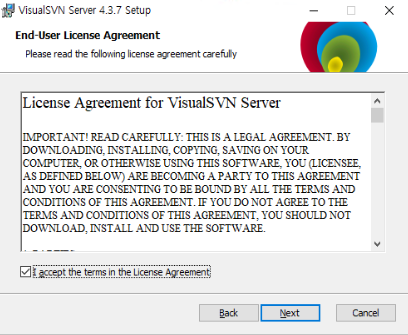 VisualSVN Server 4.3.7 Setup
End-User License Agreement
Please read the following license agreement carefully
License Agreement for VisualSVN Server
IMPORTANT! READ CAREFULLY: THIS IS A LEGAL AGREEMENT. BY
DOWNLOADING, INSTALLING, COPYING, SAVING ON YOUR
COMPUTER, OR OTHERWISE USING THIS SOFTWARE, YOU (LICENSEE,
AS DEFINED BELOW) ARE BECOMING A PARTY TO THIS AGREEMENT
AND YOU ARE CONSENTING TO BE BOUND BY ALL THE TERMS AND
CONDITIONS OF THIS AGREEMENT. IF YOU DO NOT AGREE TO THE
TERMS AND CONDITIONS OF THIS AGREEMENT, YOU SHOULD NOT
DOWNLOAD, INSTALL AND USE THE SOFTWARE.
I accept the terms in the License Agreement
Back Next Cancel